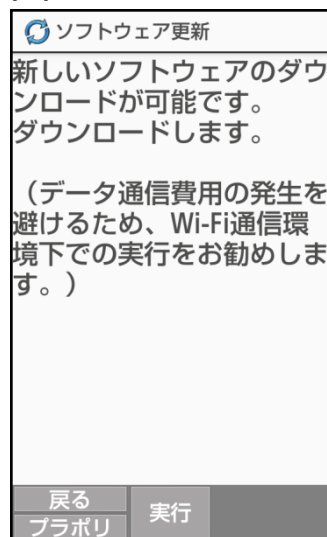 ソフトウェア更新
新しいソフトウェアのダウ
ンロードが可能です。
ダウンロードします。
（データ通信費用の発生を
避けるため、Wi-Fi通信環
境下での実行をお勧めしま
す。）
戻る
実行
プラポリ